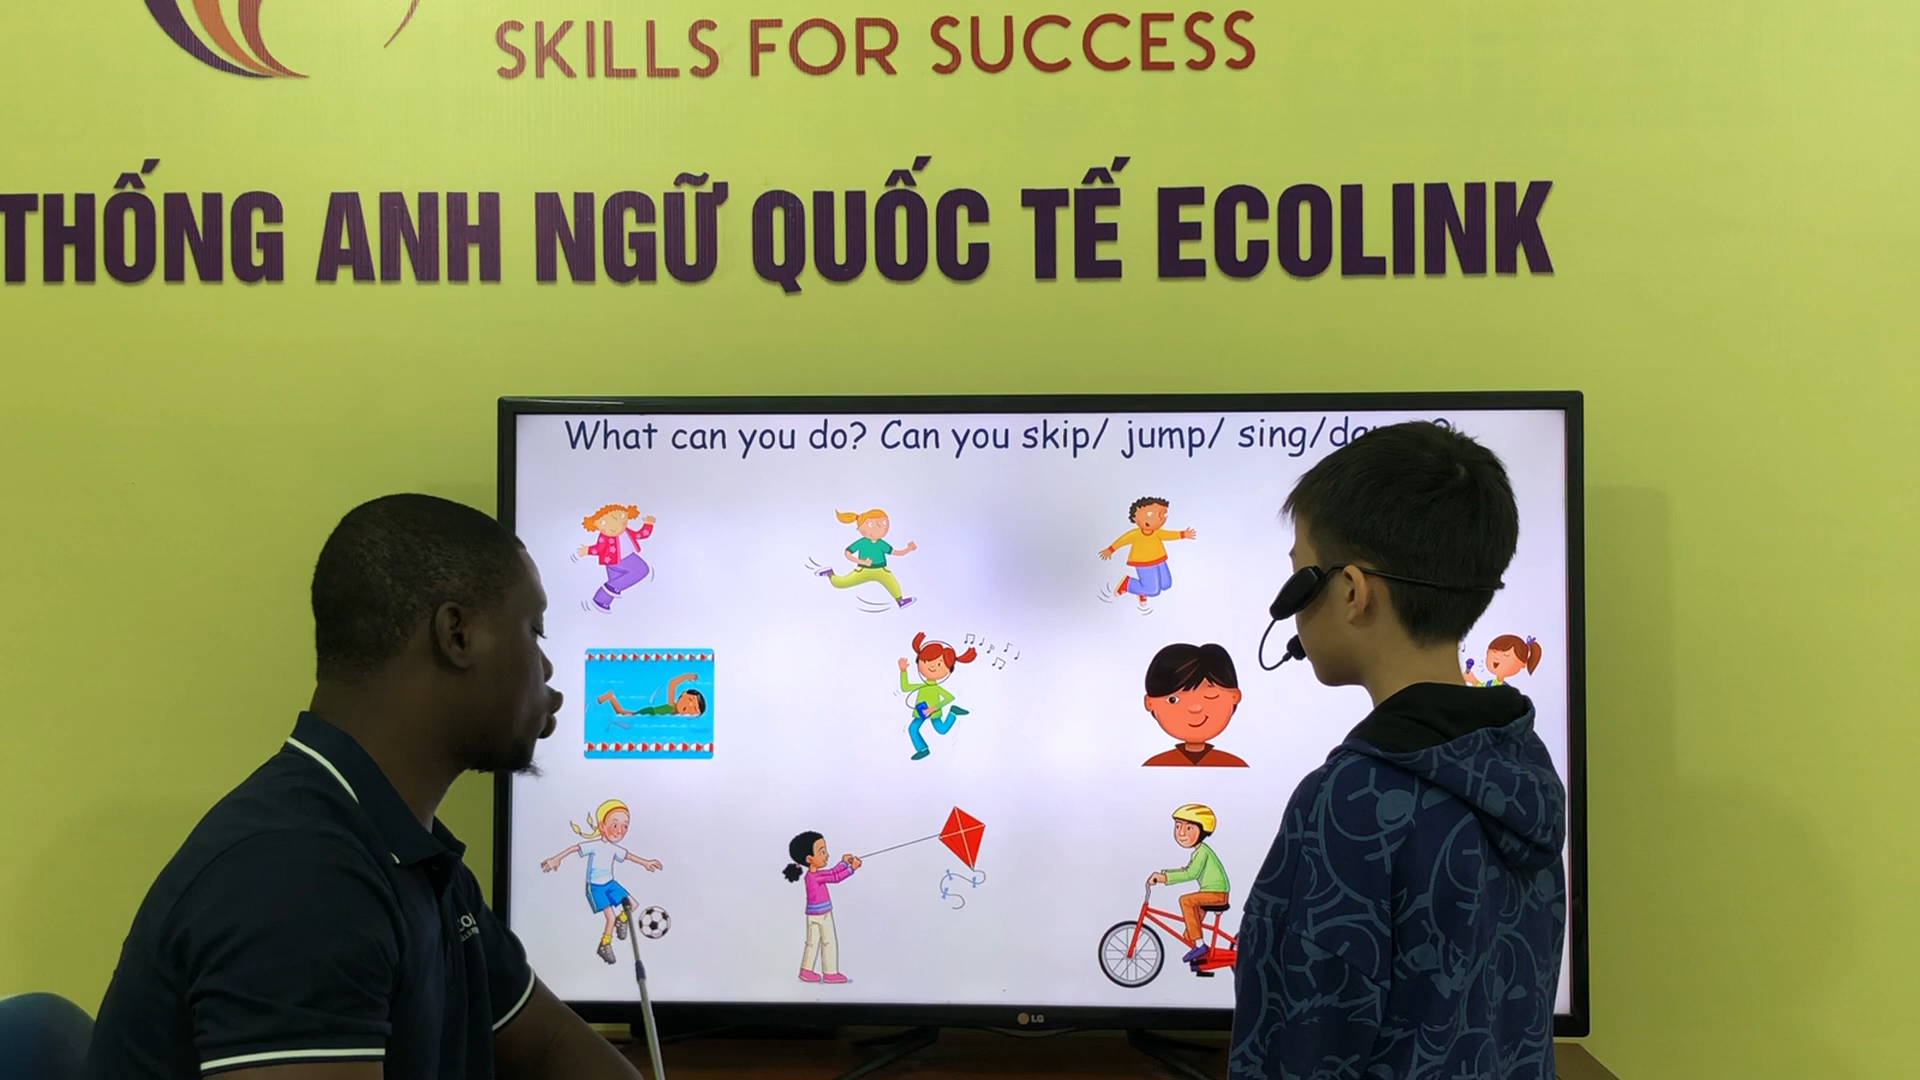 SKILLS FOR SUCCESS
THỐNG ANH NGỮ QUỐC TẾ ECOLINK
What can you do? Can you skip/ jump/ sing/
LG